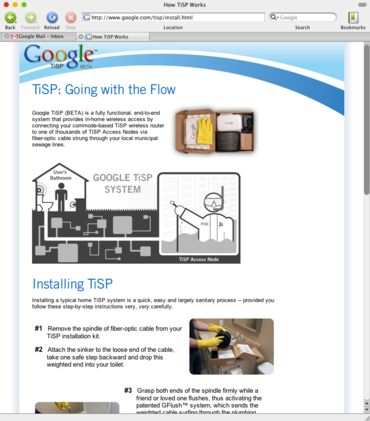 How TiSP Works
Back Forward Reload Stop
http://www.google.com/tisp/install.html
Google
Location
Search
Bookmarks
Google Mail – Inbox
How TiSP Works
Google™
TiSP BETA
TiSP: Going with the Flow
Google TiSP (BETA) is a fully functional, end-to-end
system that provides in-home wireless access by
connecting your commode-based TiSP wireless router
to one of thousands of TiSP Access Nodes via
fiber-optic cable strung through your local municipal
sewage lines.
User's
Bathroom
GOOGLE TiSP
SYSTEM
PHD
TiSP Access Node
Installing TiSP
Installing a typical home TiSP system is a quick, easy and largely sanitary process -- provided you
follow these step-by-step instructions very, very carefully.
#1 Remove the spindle of fiber-optic cable from your
TiSP installation kit.
#2 Attach the sinker to the loose end of the cable,
take one safe step backward and drop this
weighted end into your toilet.
#3 Grasp both ends of the spindle firmly while a
friend or loved one flushes, thus activating the
patented GFlush™ system, which sends the
weighted cable surfing through the plumbing